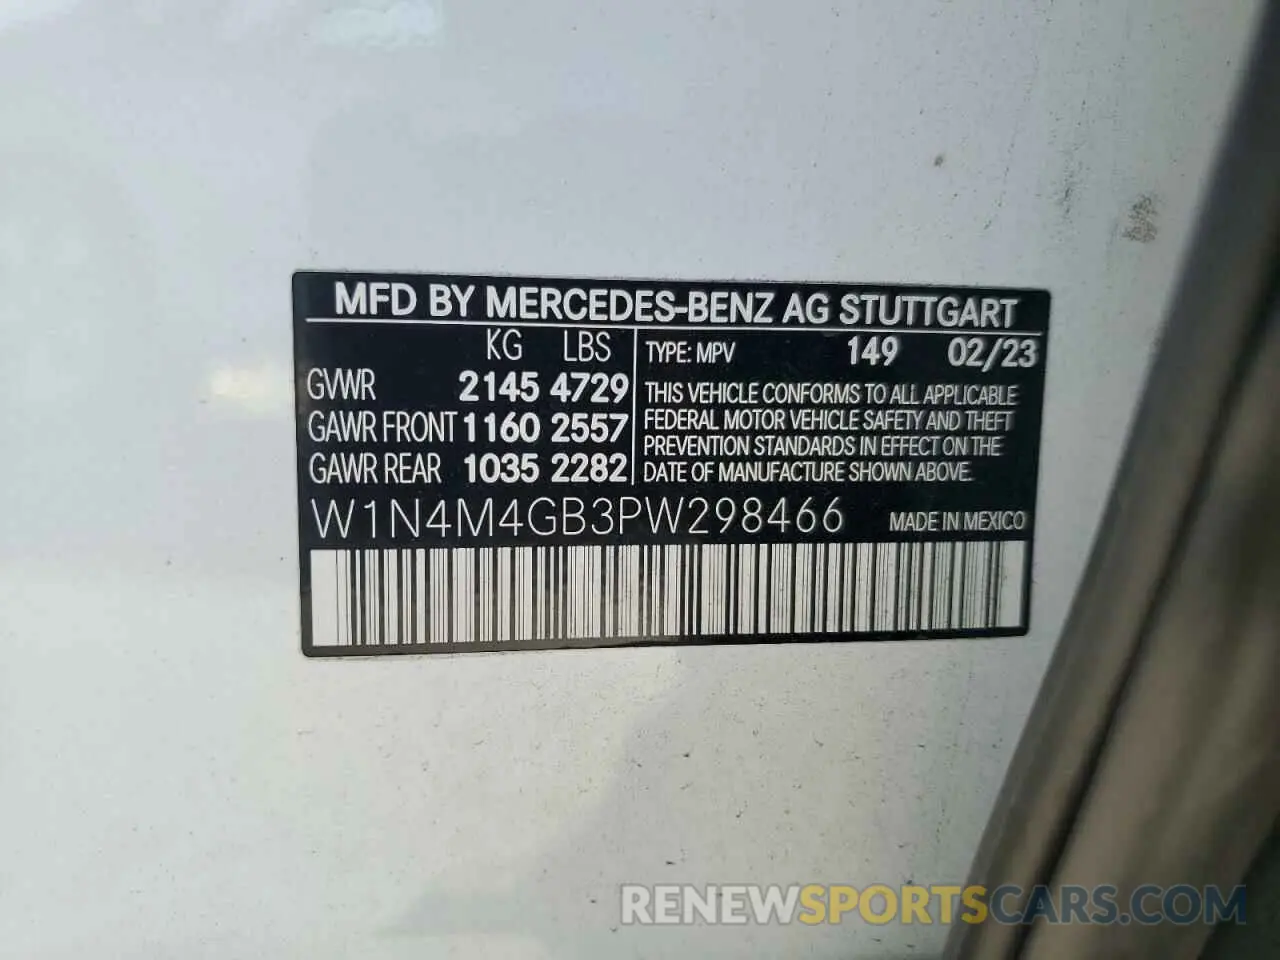 MFD BY MERCEDES-BENZ AG STUTTGART
KG LBS
GVWR 2145 4729
GAWR FRONT 1160 2557
GAWR REAR 1035 2282
TYPE: MPV 149 02/23
THIS VEHICLE CONFORMS TO ALL APPLICABLE
FEDERAL MOTOR VEHICLE SAFETY AND THEFT
PREVENTION STANDARDS IN EFFECT ON THE
DATE OF MANUFACTURE SHOWN ABOVE.
W1N4M4GB3PW298466 MADE IN MEXICO
RENEWSPORTSCARS.COM